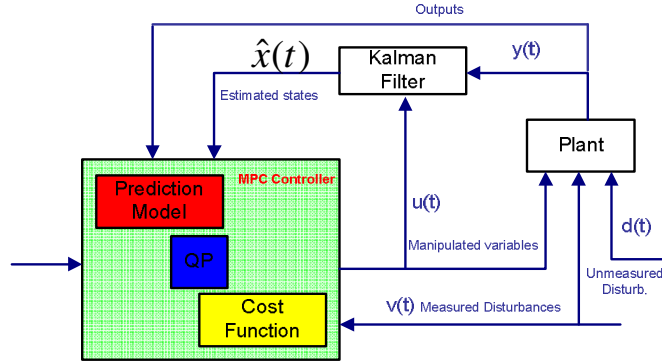 Outputs
x̂(t)
Kalman
Filter
y(t)
Estimated states
Plant
MPC Controller
Prediction
Model
u(t)
d(t)
QP
Manipulated variables
Unmeasured
Disturb.
Cost
Function
v(t) Measured Disturbances